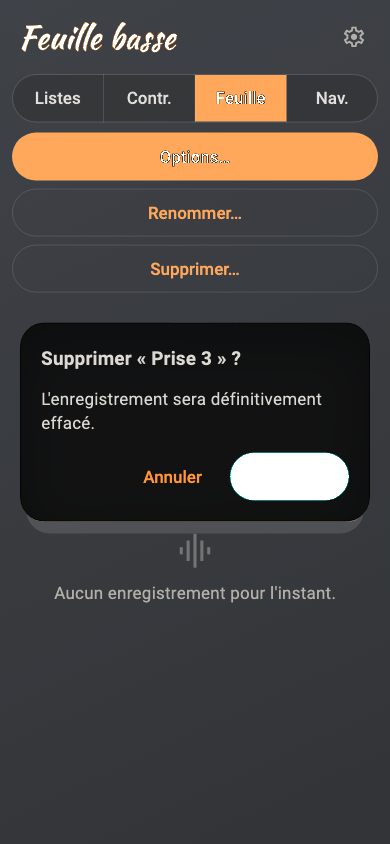 Feuille basse
Listes
Contr.
Feuille
Nav.
Options…
Renommer…
Supprimer…
Supprimer « Prise 3 » ?
L'enregistrement sera définitivement
effacé.
Annuler
Aucun enregistrement pour l'instant.